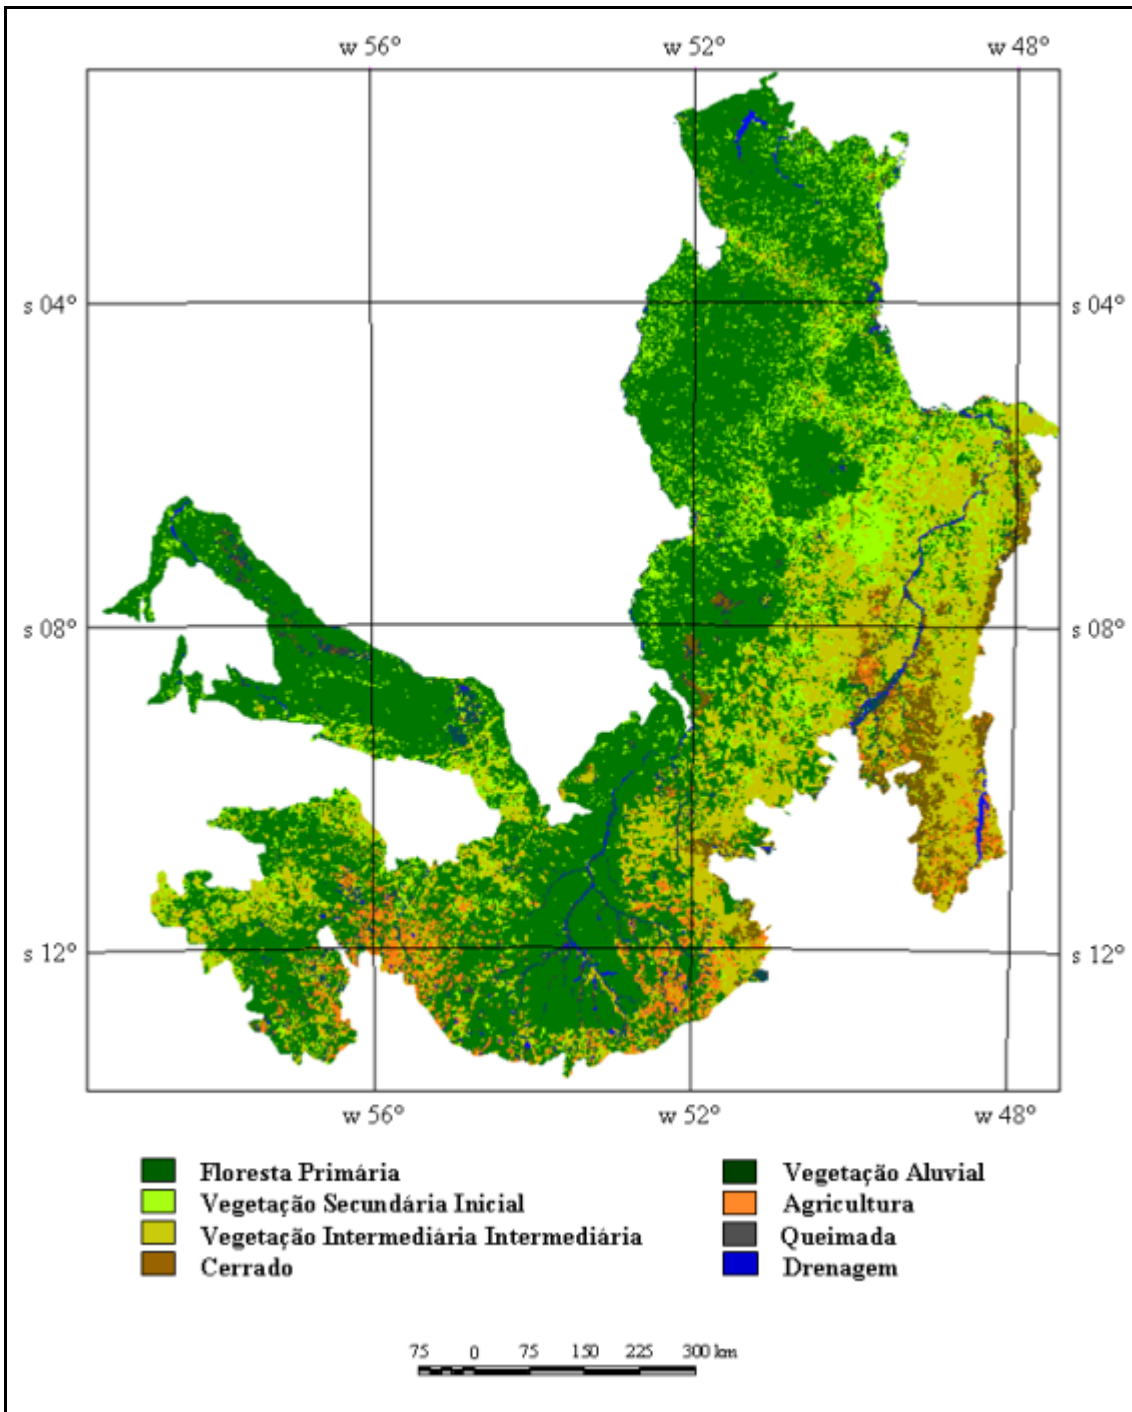 w 56° w 52° w 48°
s 04° s 04°
s 08° s 08°
s 12° s 12°
w 56° w 52° w 48°
Floresta Primária
Vegetação Secundária Inicial
Vegetação Intermediária Intermediária
Cerrado
Vegetação Aluvial
Agricultura
Queimada
Drenagem
75 0 75 150 225 300 km